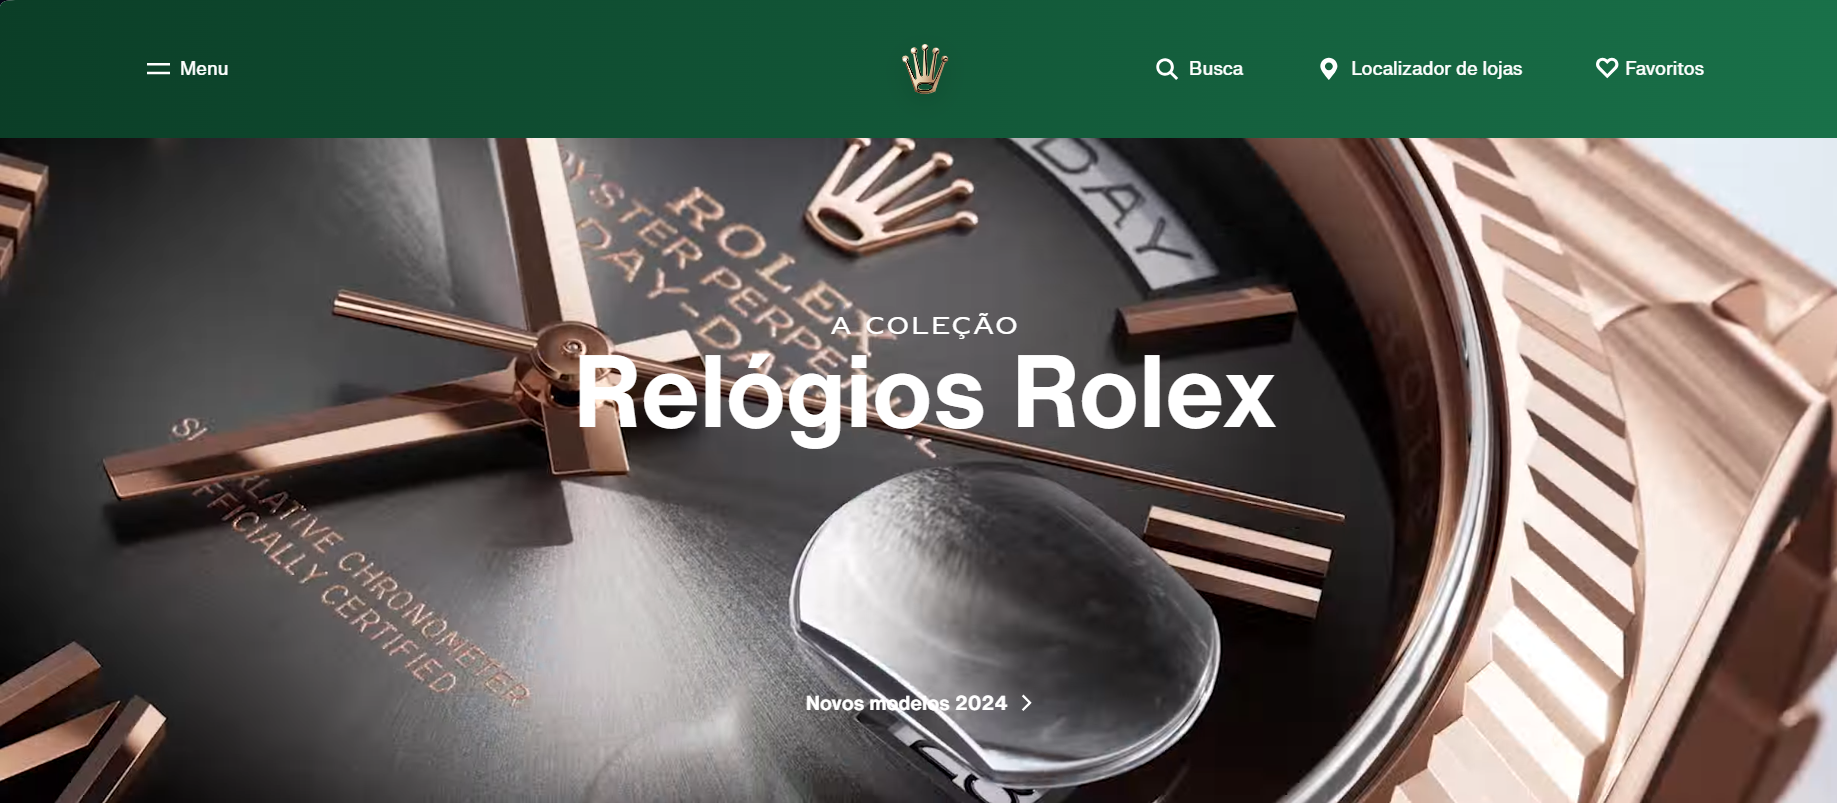 Menu
Busca
Localizador de lojas
Favoritos
DAY
ROLEX
OYSTER PERPETUAL
DAY-DATE
A COLEÇÃO
Relógios Rolex
SUPERLATIVE CHRONOMETER
OFFICIALLY CERTIFIED
Novos modelos 2024